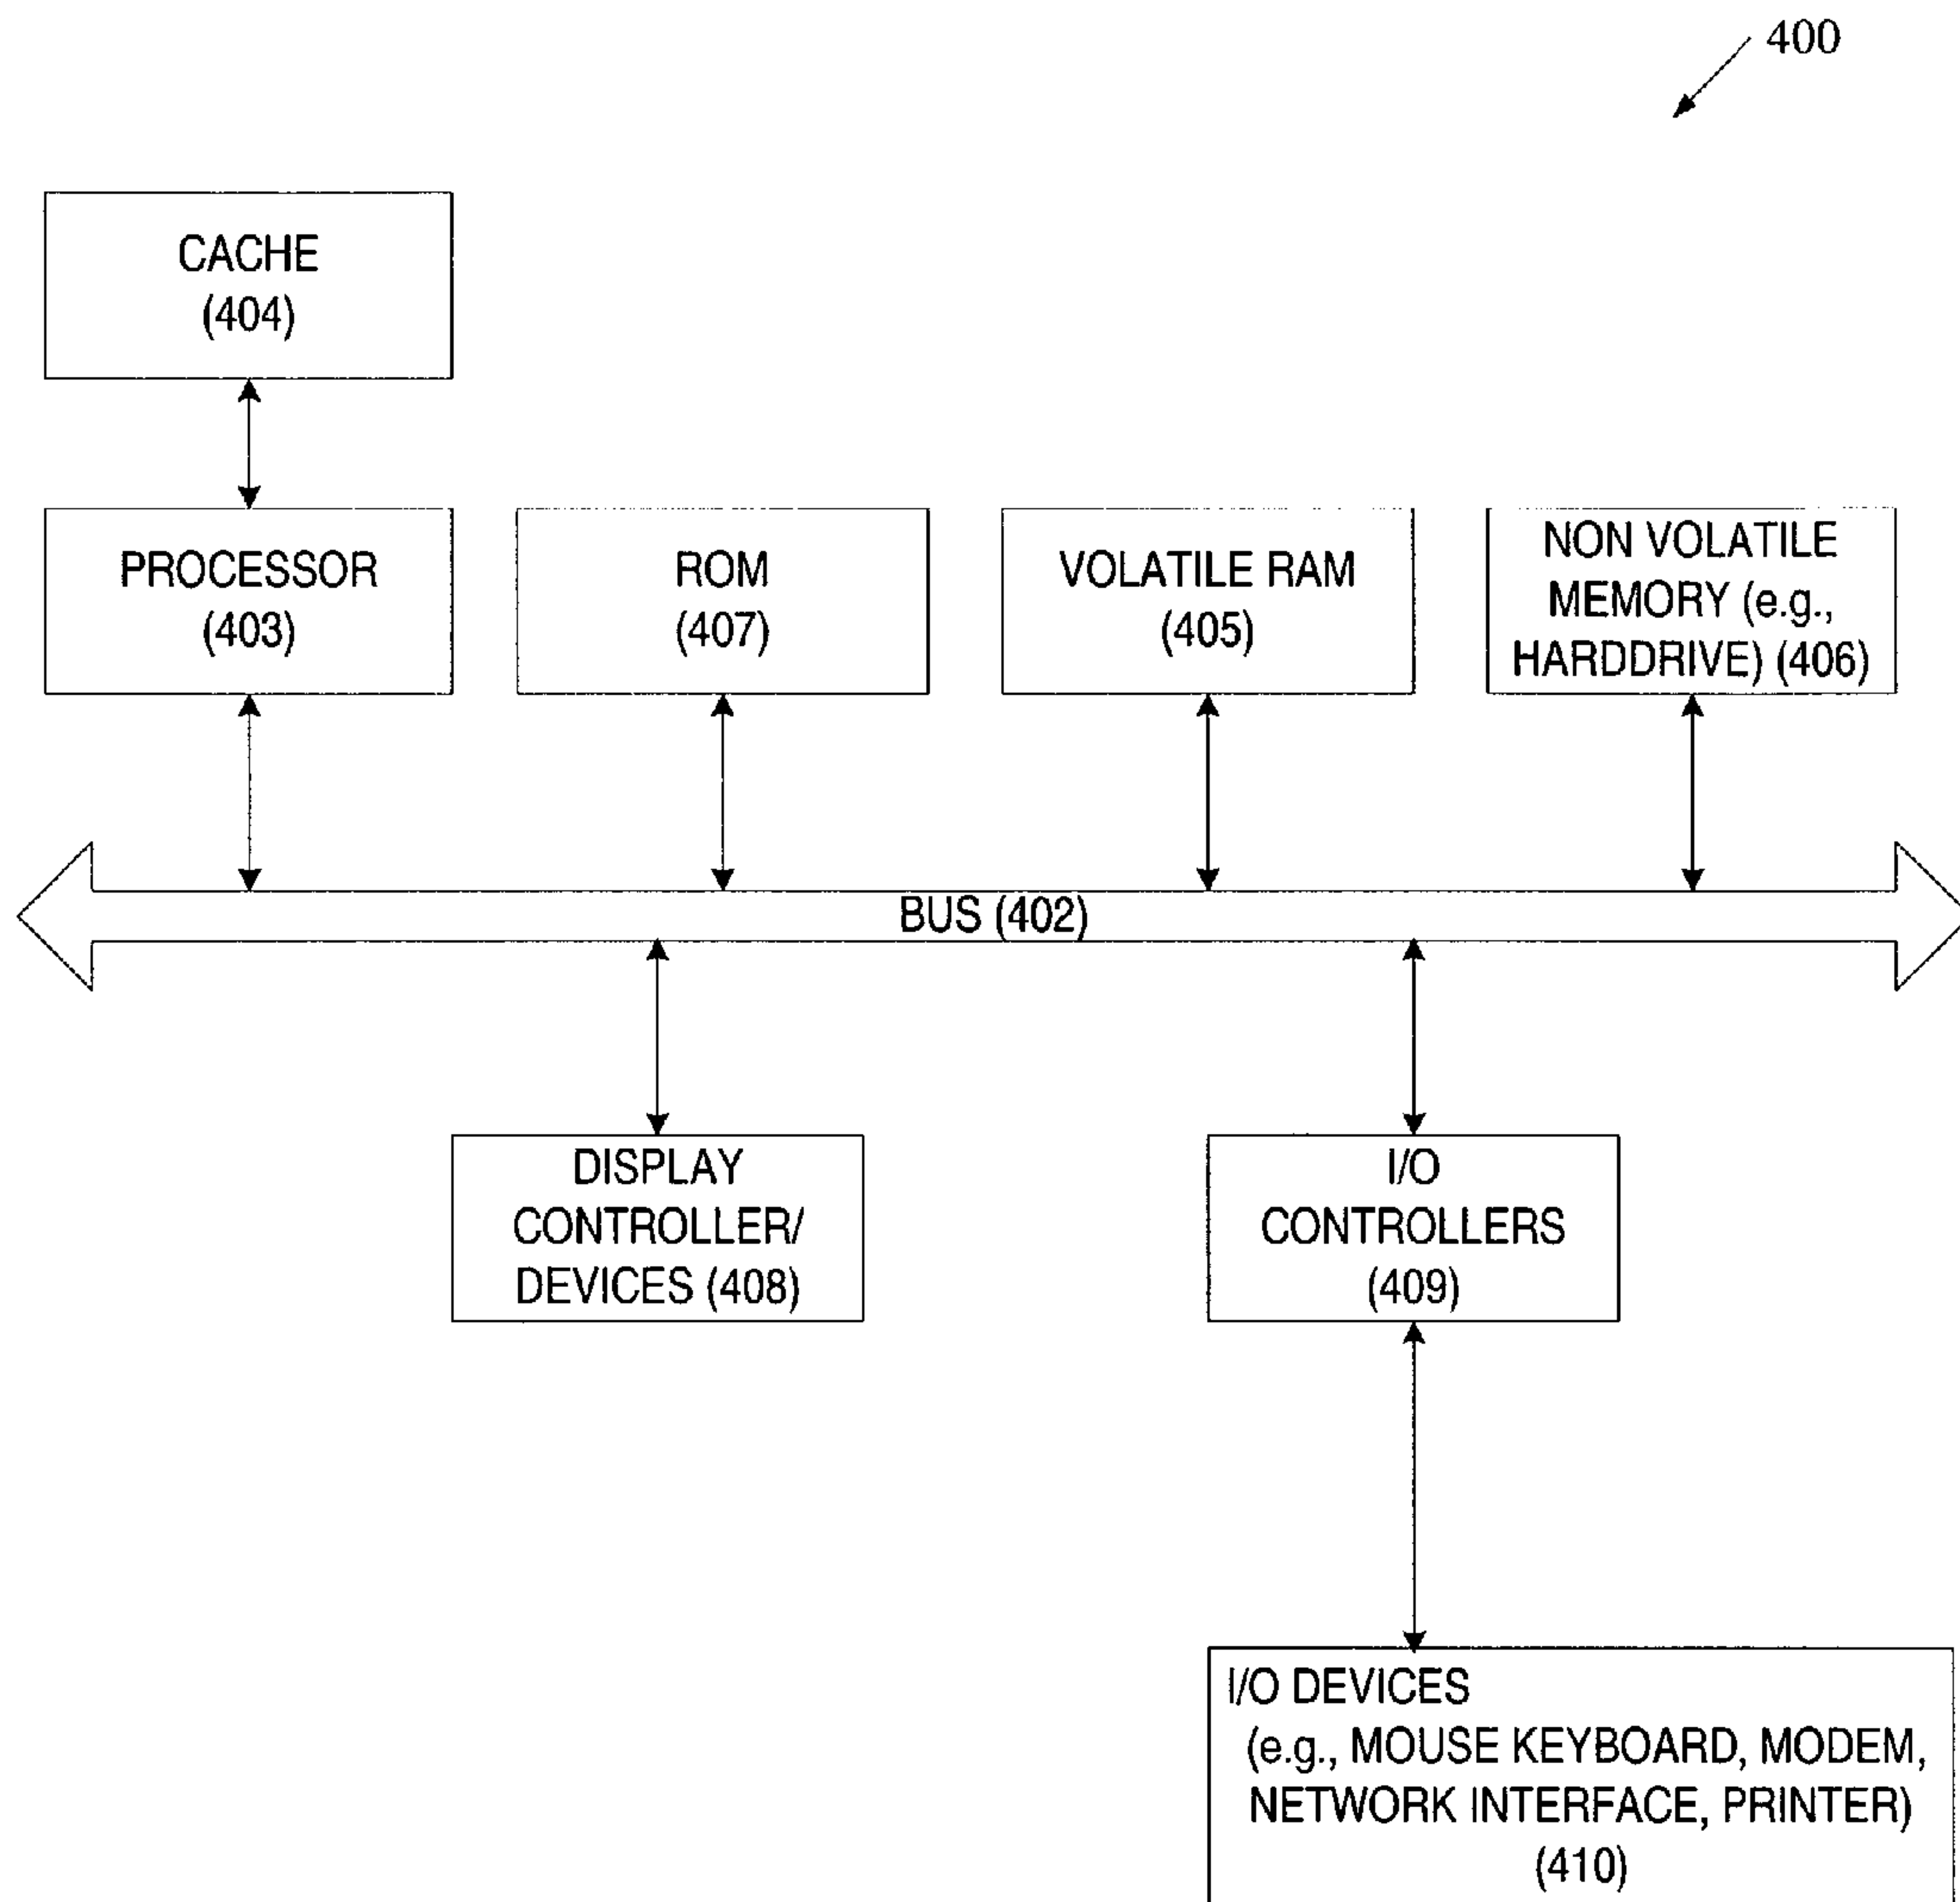 400
CACHE
(404)
PROCESSOR
(403)
ROM
(407)
VOLATILE RAM
(405)
NON VOLATILE
MEMORY (e.g.,
HARDDRIVE) (406)
BUS (402)
DISPLAY
CONTROLLER/
DEVICES (408)
I/O
CONTROLLERS
(409)
I/O DEVICES
(e.g., MOUSE KEYBOARD, MODEM,
NETWORK INTERFACE, PRINTER)
(410)